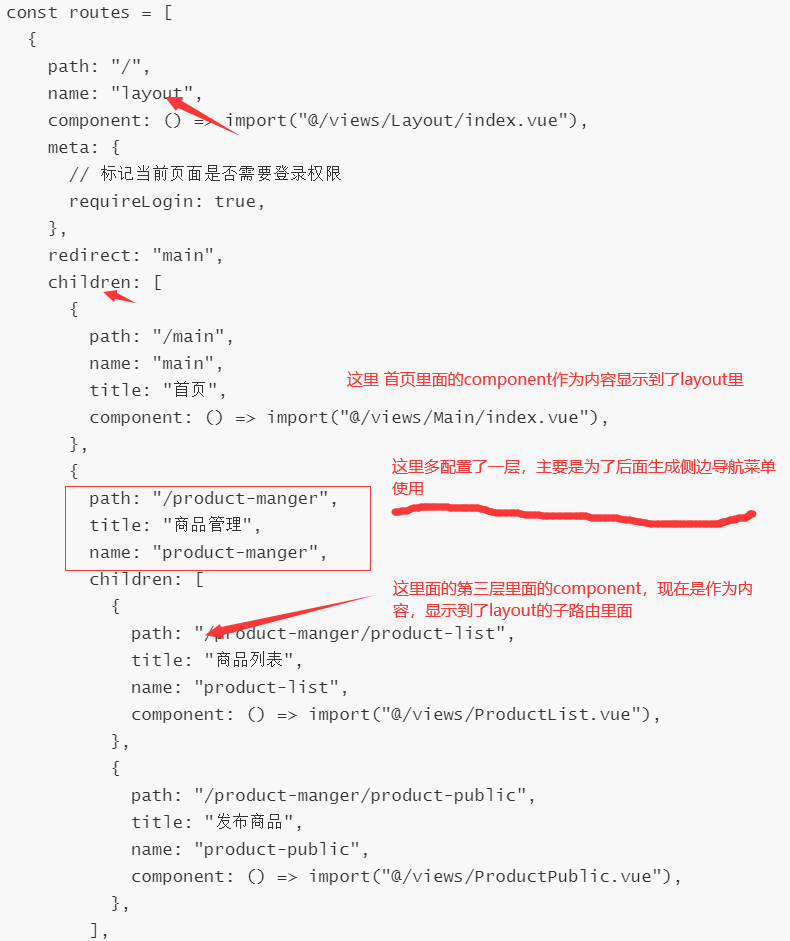 const routes = [
{
path: "/",
name: "layout",
component: () => import("@/views/Layout/index.vue"),
meta: {
// 标记当前页面是否需要登录权限
requireLogin: true,
},
redirect: "main",
children: [
{
path: "/main",
name: "main",
这里 首页里面的component作为内容显示到了layout里
title: "首页",
component: () => import("@/views/Main/index.vue"),
},
{
这里多配置了一层，主要是为了后面生成侧边导航菜单
使用
path: "/product-manger",
title: "商品管理",
name: "product-manger",
children: [
这里面的第三层里面的component，现在是作为内
容，显示到了layout的子路由里面
{
path: "/product-manger/product-list",
title: "商品列表",
name: "product-list",
component: () => import("@/views/ProductList.vue"),
},
{
path: "/product-manger/product-public",
title: "发布商品",
name: "product-public",
component: () => import("@/views/ProductPublic.vue"),
},
],